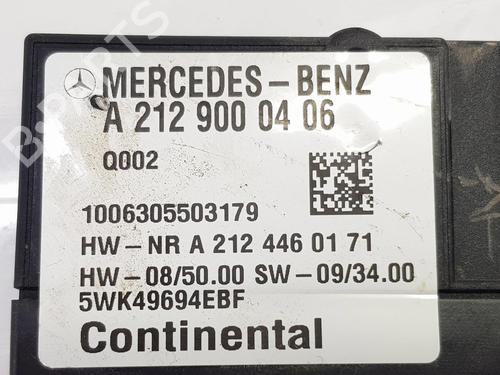 MERCEDES-BENZ
A 212 900 04 06
Q002
1006305503179
HW-NR A 212 446 01 71
HW-08/50.00 SW-09/34.00
5WK49694EBF
Continental